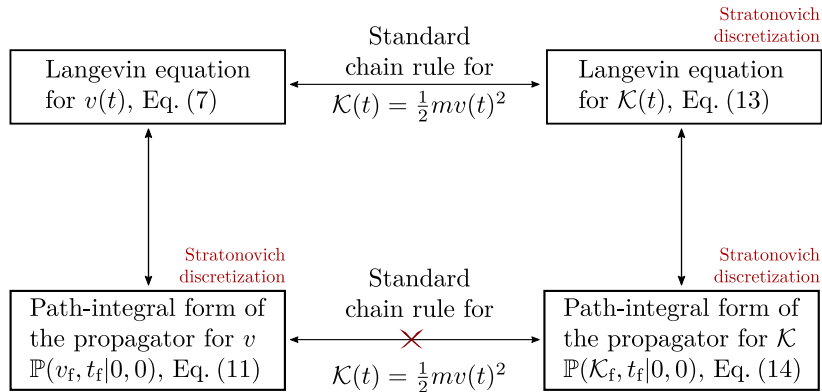 Stratonovich
discretization
Langevin equation
for v(t), Eq. (7)
Standard
chain rule for
𝒦(t) = ½mv(t)²
Langevin equation
for 𝒦(t), Eq. (13)
Stratonovich
discretization
Stratonovich
discretization
Path-integral form of
the propagator for v
ℙ(v_f, t_f|0, 0), Eq. (11)
Standard
chain rule for
𝒦(t) = ½mv(t)²
Path-integral form of
the propagator for 𝒦
ℙ(𝒦_f, t_f|0, 0), Eq. (14)